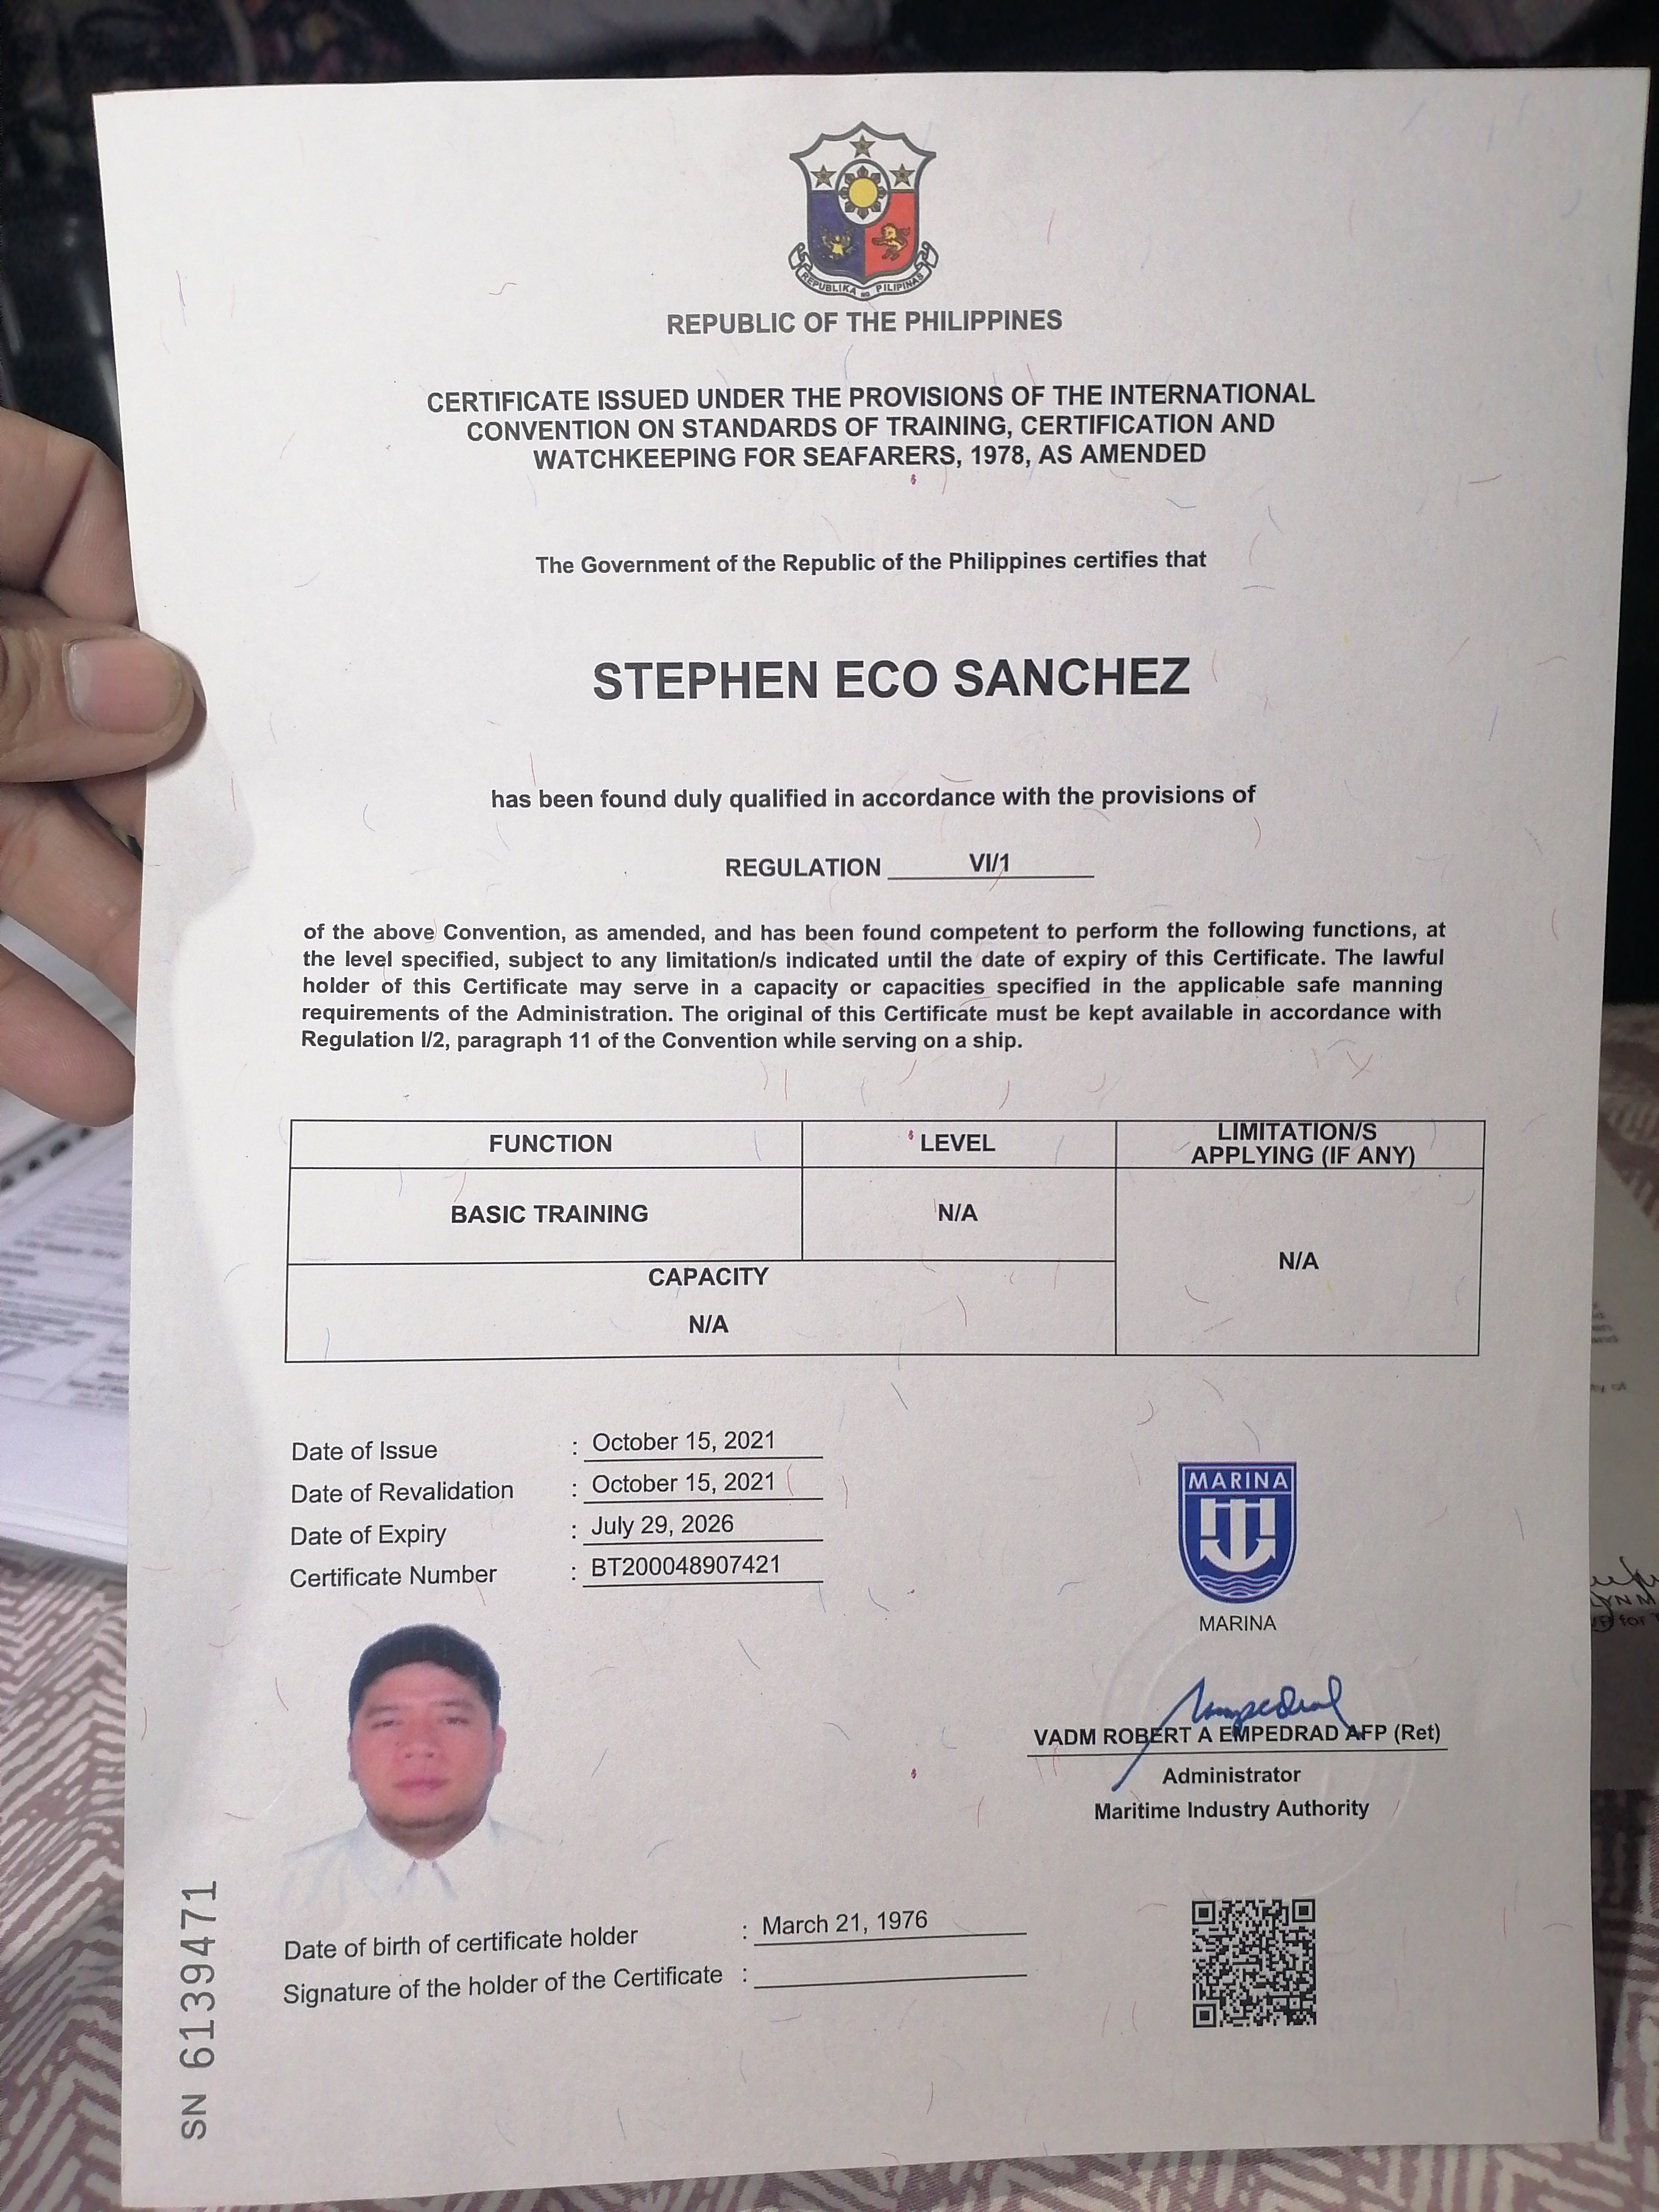 REPUBLIKA NG PILIPINAS
REPUBLIC OF THE PHILIPPINES
CERTIFICATE ISSUED UNDER THE PROVISIONS OF THE INTERNATIONAL
CONVENTION ON STANDARDS OF TRAINING, CERTIFICATION AND
WATCHKEEPING FOR SEAFARERS, 1978, AS AMENDED
The Government of the Republic of the Philippines certifies that
STEPHEN ECO SANCHEZ
has been found duly qualified in accordance with the provisions of
REGULATION VI/1
of the above Convention, as amended, and has been found competent to perform the following functions, at
the level specified, subject to any limitation/s indicated until the date of expiry of this Certificate. The lawful
holder of this Certificate may serve in a capacity or capacities specified in the applicable safe manning
requirements of the Administration. The original of this Certificate must be kept available in accordance with
Regulation I/2, paragraph 11 of the Convention while serving on a ship.
FUNCTION LEVEL LIMITATION/S
APPLYING (IF ANY)
BASIC TRAINING N/A N/A
CAPACITY
N/A
Date of Issue : October 15, 2021
Date of Revalidation : October 15, 2021
Date of Expiry : July 29, 2026
Certificate Number : BT200048907421
MARINA
MARINA
VADM ROBERT A EMPEDRAD AFP (Ret)
Administrator
Maritime Industry Authority
Date of birth of certificate holder : March 21, 1976
Signature of the holder of the Certificate :
SN 6139471